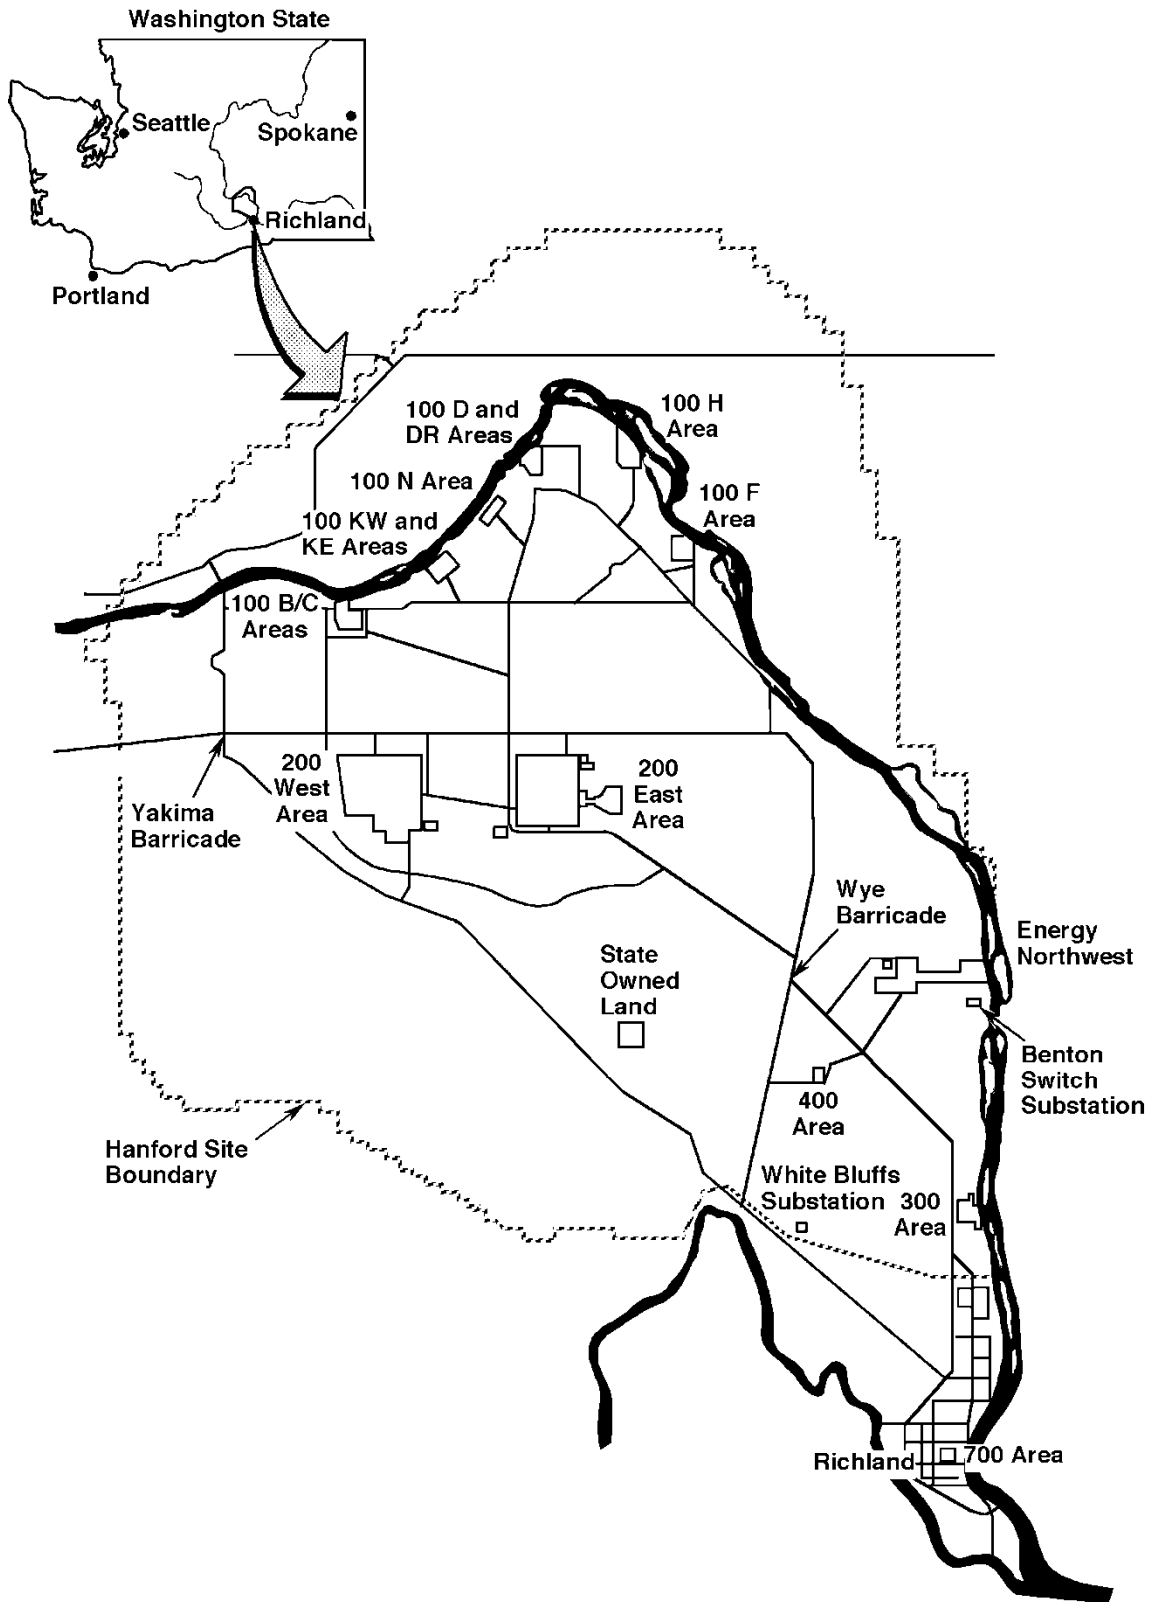 Washington State
Seattle
Spokane
Richland
Portland
100 D and
DR Areas
100 H
Area
100 N Area
100 F
Area
100 KW and
KE Areas
100 B/C
Areas
200
West
Area
200
East
Area
Yakima
Barricade
Wye
Barricade
Energy
Northwest
State
Owned
Land
Benton
Switch
Substation
400
Area
Hanford Site
Boundary
White Bluffs
Substation
300
Area
Richland
700 Area